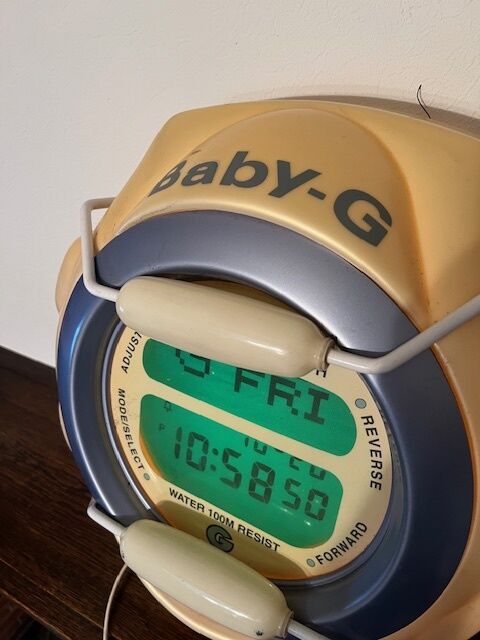 Baby-G
ADJUST
FRI
REVERSE
MODE/SELECT
P
10:58 50
WATER 100M RESIST
G
FORWARD